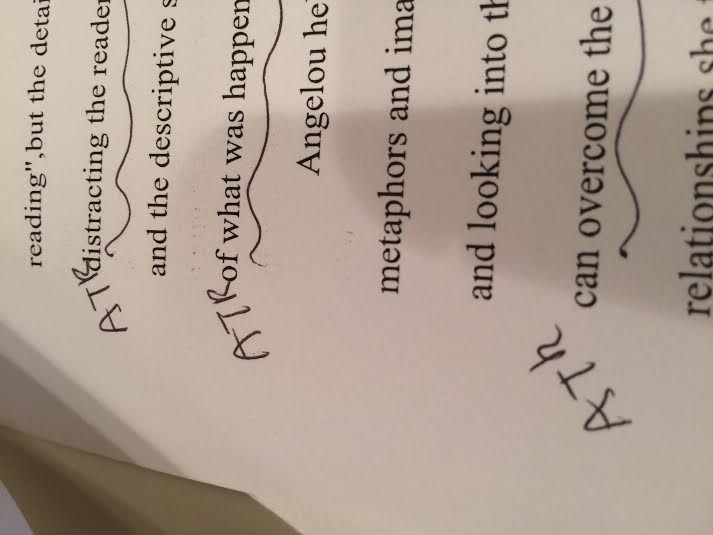 reading",but the detai
ATR distracting the reader
and the descriptive s
ATR of what was happen
Angelou he
metaphors and ima
and looking into th
ATR can overcome the
relationships she